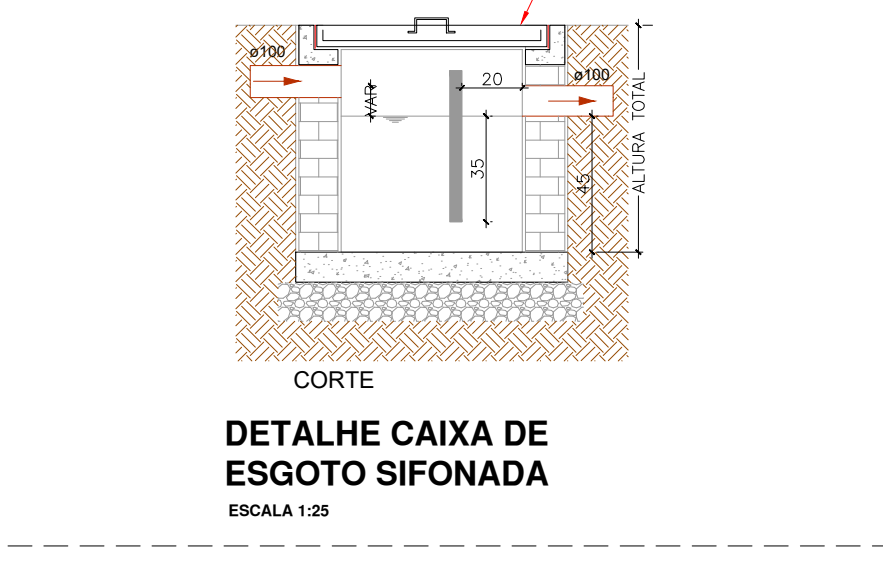 ø100
ø100
20
VAR
35
45
ALTURA TOTAL
CORTE
DETALHE CAIXA DE
ESGOTO SIFONADA
ESCALA 1:25